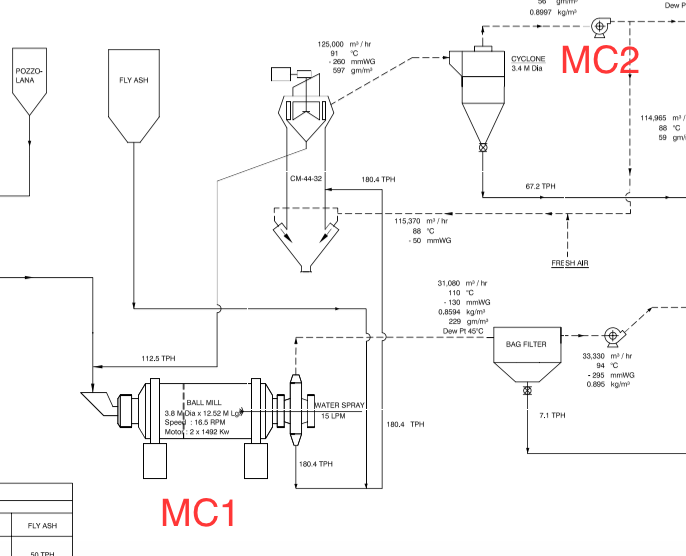 56 gm/m³
0.8997 kg/m³
Dew P
125,000 m³ / hr
91 °C
- 260 mmWG
597 gm/m³
CYCLONE
3.4 M Dia
MC2
POZZO-
LANA
FLY ASH
114,965 m³ /
88 °C
59 gm/
CM-44-32
180.4 TPH
67.2 TPH
115,370 m³ / hr
88 °C
- 50 mmWG
FRESH AIR
31,080 m³ / hr
110 °C
- 130 mmWG
0.8594 kg/m³
229 gm/m³
Dew Pt 45°C
BAG FILTER
33,330 m³ / hr
94 °C
- 295 mmWG
0.895 kg/m³
112.5 TPH
BALL MILL
3.8 M Dia x 12.52 M Lg
Speed : 16.5 RPM
Motor : 2 x 1492 Kw
WATER SPRAY
15 LPM
180.4 TPH
7.1 TPH
180.4 TPH
MC1
FLY ASH
50 TPH